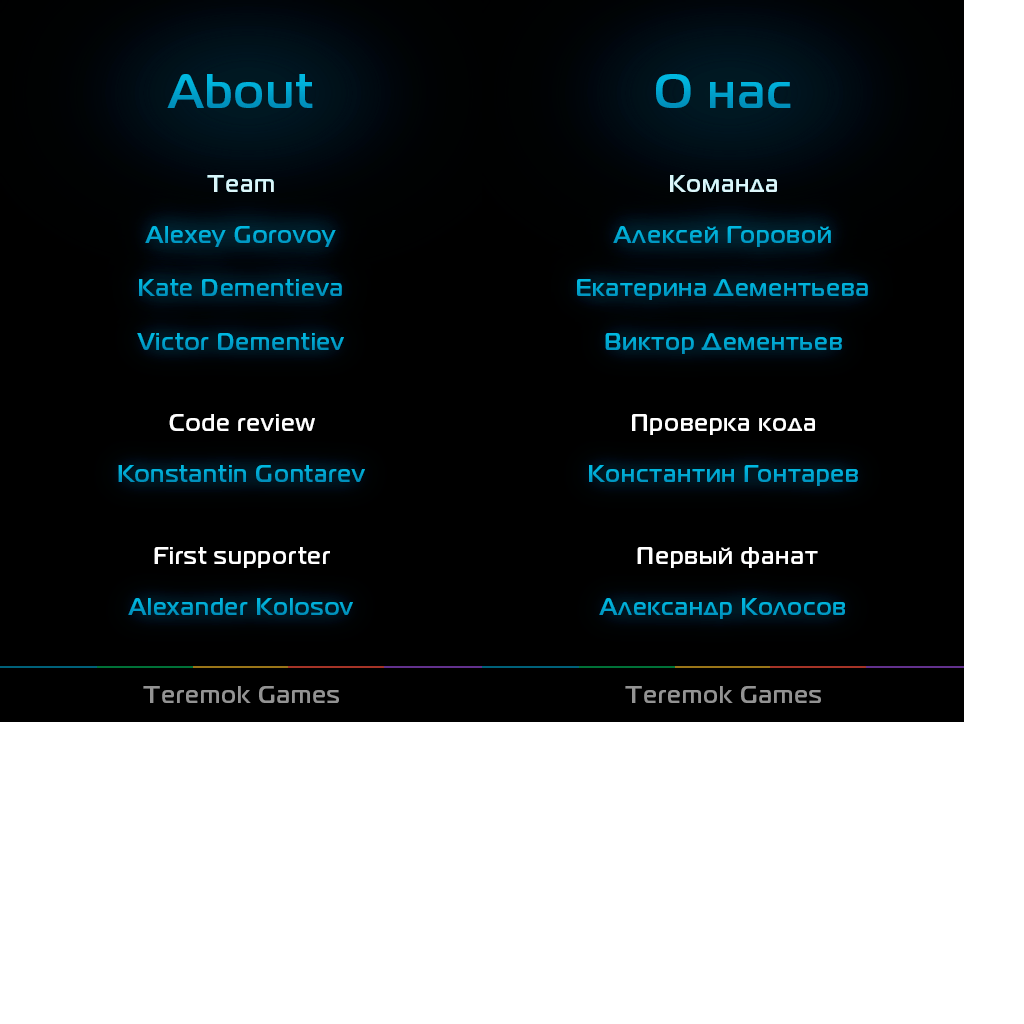 About
Team
Alexey Gorovoy
Kate Dementieva
Victor Dementiev
Code review
Konstantin Gontarev
First supporter
Alexander Kolosov
Teremok Games
О нас
Команда
Алексей Горовой
Екатерина Дементьева
Виктор Дементьев
Проверка кода
Константин Гонтарев
Первый фанат
Александр Колосов
Teremok Games